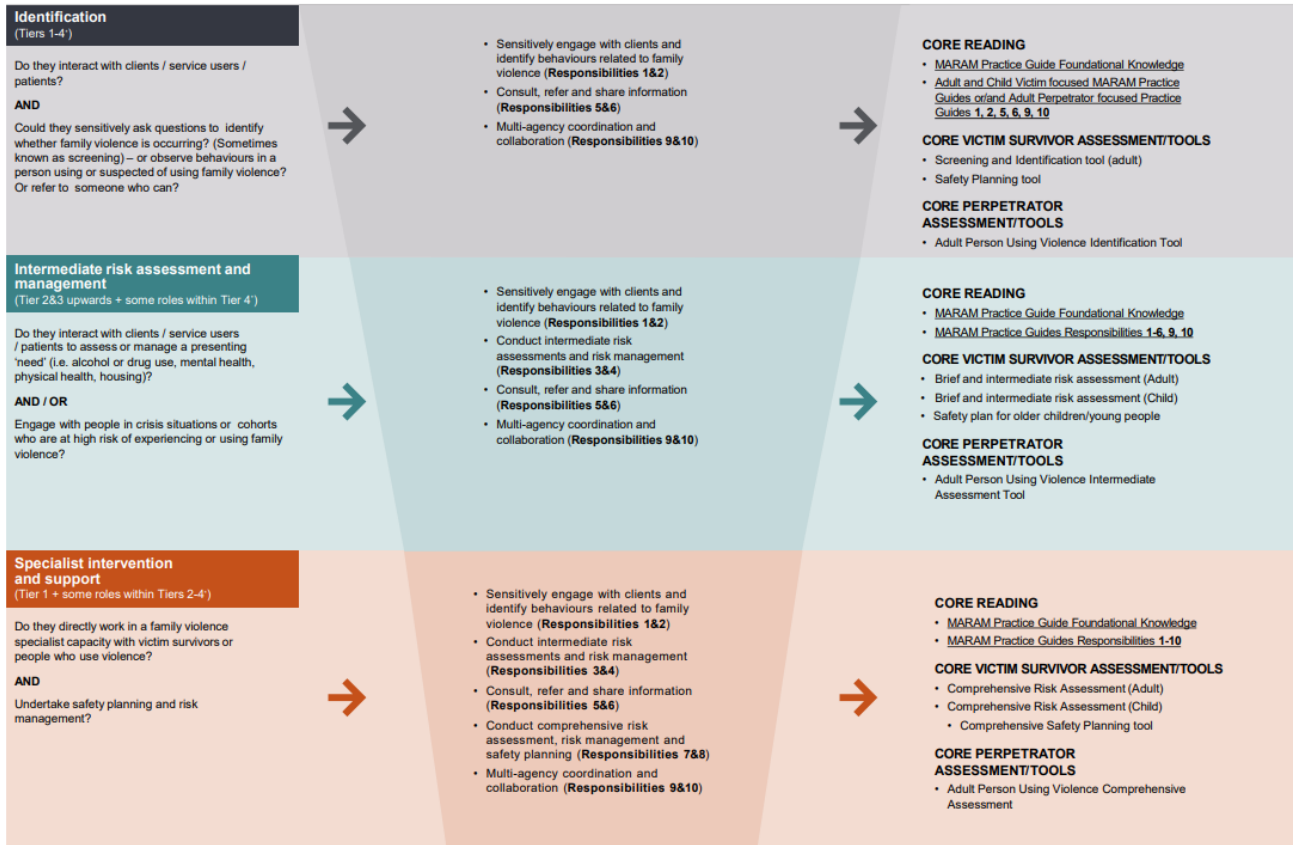 Identification
(Tiers 1-4+)
Do they interact with clients / service users /
patients?
AND
Could they sensitively ask questions to identify
whether family violence is occurring? (Sometimes
known as screening) – or observe behaviours in a
person using or suspected of using family violence?
Or refer to someone who can?
• Sensitively engage with clients and
identify behaviours related to family
violence (Responsibilities 1&2)
• Consult, refer and share information
(Responsibilities 5&6)
• Multi-agency coordination and
collaboration (Responsibilities 9&10)
CORE READING
• MARAM Practice Guide Foundational Knowledge
• Adult and Child Victim focused MARAM Practice
Guides or/and Adult Perpetrator focused Practice
Guides 1, 2, 5, 6, 9, 10
CORE VICTIM SURVIVOR ASSESSMENT/TOOLS
• Screening and Identification tool (adult)
• Safety Planning tool
CORE PERPETRATOR
ASSESSMENT/TOOLS
• Adult Person Using Violence Identification Tool
Intermediate risk assessment and
management
(Tier 2&3 upwards + some roles within Tier 4+)
Do they interact with clients / service users
/ patients to assess or manage a presenting
‘need’ (i.e. alcohol or drug use, mental health,
physical health, housing)?
AND / OR
Engage with people in crisis situations or cohorts
who are at high risk of experiencing or using family
violence?
• Sensitively engage with clients and
identify behaviours related to family
violence (Responsibilities 1&2)
• Conduct intermediate risk
assessments and risk management
(Responsibilities 3&4)
• Consult, refer and share information
(Responsibilities 5&6)
• Multi-agency coordination and
collaboration (Responsibilities 9&10)
CORE READING
• MARAM Practice Guide Foundational Knowledge
• MARAM Practice Guides Responsibilities 1-6, 9, 10
CORE VICTIM SURVIVOR ASSESSMENT/TOOLS
• Brief and intermediate risk assessment (Adult)
• Brief and intermediate risk assessment (Child)
• Safety plan for older children/young people
CORE PERPETRATOR
ASSESSMENT/TOOLS
• Adult Person Using Violence Intermediate
Assessment Tool
Specialist intervention
and support
(Tier 1 + some roles within Tiers 2-4+)
Do they directly work in a family violence
specialist capacity with victim survivors or
people who use violence?
AND
Undertake safety planning and risk
management?
• Sensitively engage with clients and
identify behaviours related to family
violence (Responsibilities 1&2)
• Conduct intermediate risk
assessments and risk management
(Responsibilities 3&4)
• Consult, refer and share information
(Responsibilities 5&6)
• Conduct comprehensive risk
assessment, risk management and
safety planning (Responsibilities 7&8)
• Multi-agency coordination and
collaboration (Responsibilities 9&10)
CORE READING
• MARAM Practice Guide Foundational Knowledge
• MARAM Practice Guides Responsibilities 1-10
CORE VICTIM SURVIVOR ASSESSMENT/TOOLS
• Comprehensive Risk Assessment (Adult)
• Comprehensive Risk Assessment (Child)
• Comprehensive Safety Planning tool
CORE PERPETRATOR
ASSESSMENT/TOOLS
• Adult Person Using Violence Comprehensive
Assessment